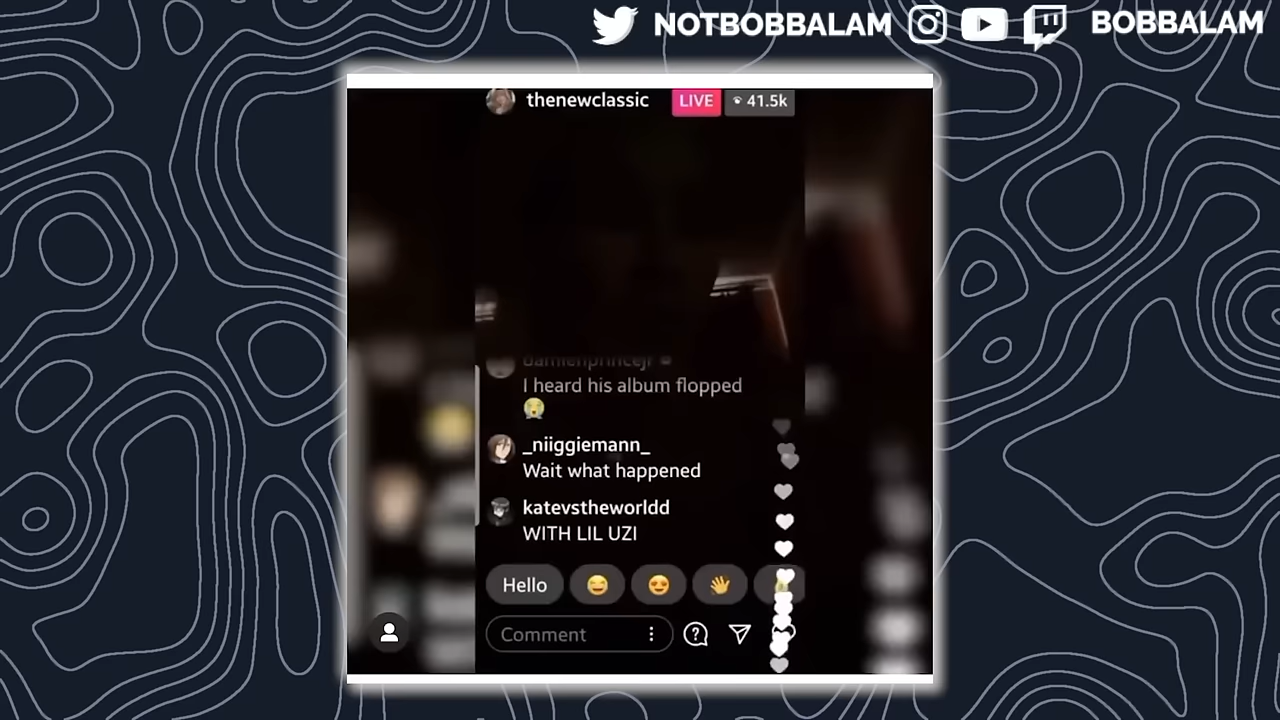 NOTBOBBALAM BOBBALAM
thenewclassic LIVE 41.5k
damienprincejr
I heard his album flopped
😭
_niiggiemann_
Wait what happened
katevstheworldd
WITH LIL UZI
Hello 😂 😍 👋
Comment